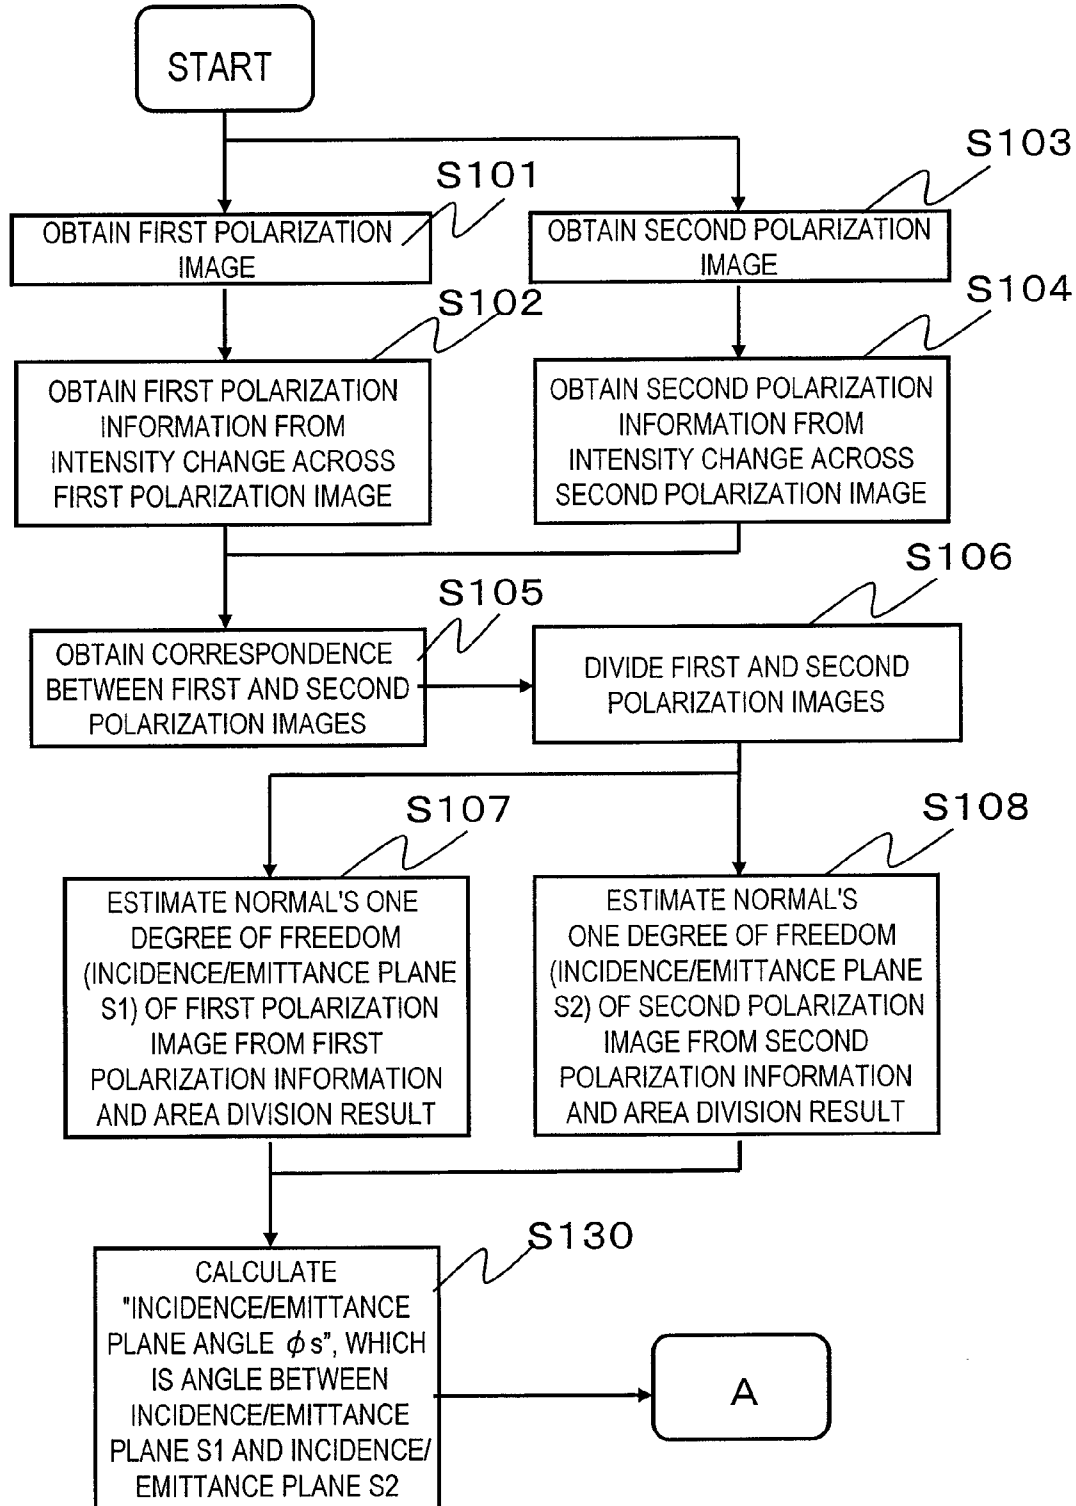 START
S101
OBTAIN FIRST POLARIZATION
IMAGE
S103
OBTAIN SECOND POLARIZATION
IMAGE
S102
OBTAIN FIRST POLARIZATION
INFORMATION FROM
INTENSITY CHANGE ACROSS
FIRST POLARIZATION IMAGE
S104
OBTAIN SECOND POLARIZATION
INFORMATION FROM
INTENSITY CHANGE ACROSS
SECOND POLARIZATION IMAGE
S105
OBTAIN CORRESPONDENCE
BETWEEN FIRST AND SECOND
POLARIZATION IMAGES
S106
DIVIDE FIRST AND SECOND
POLARIZATION IMAGES
S107
ESTIMATE NORMAL'S ONE
DEGREE OF FREEDOM
(INCIDENCE/EMITTANCE PLANE
S1) OF FIRST POLARIZATION
IMAGE FROM FIRST
POLARIZATION INFORMATION
AND AREA DIVISION RESULT
S108
ESTIMATE NORMAL'S
ONE DEGREE OF FREEDOM
(INCIDENCE/EMITTANCE PLANE
S2) OF SECOND POLARIZATION
IMAGE FROM SECOND
POLARIZATION INFORMATION
AND AREA DIVISION RESULT
S130
CALCULATE
"INCIDENCE/EMITTANCE
PLANE ANGLE ϕs", WHICH
IS ANGLE BETWEEN
INCIDENCE/EMITTANCE
PLANE S1 AND INCIDENCE/
EMITTANCE PLANE S2
A